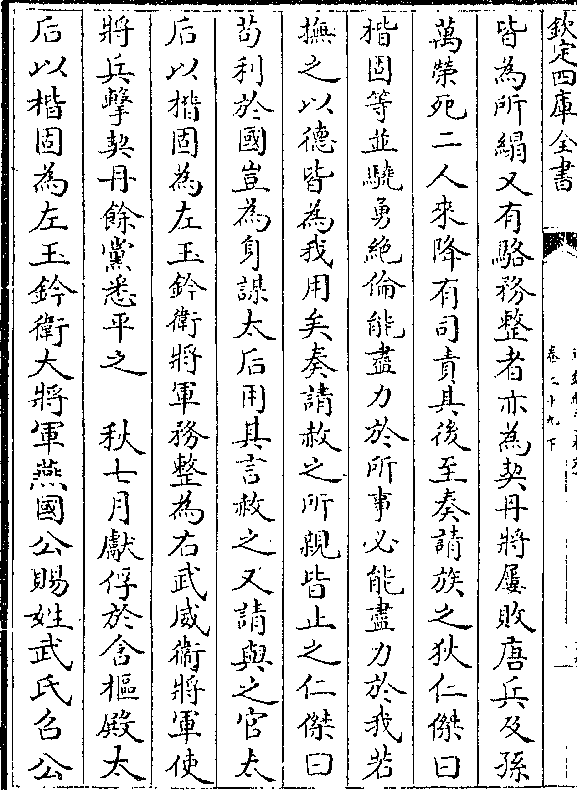 欽定四庫全書
卷二十九下
皆為所縜又有駱務整者亦為契丹將屢敗唐兵及孫
萬榮死二人來降有司責其後至奏請族之狄仁傑曰
楷固等並驍勇絶倫能盡力於所事必能盡力於我若
撫之以德皆為我用矣奏請赦之所親皆止之仁傑曰
苟利於國豈為身謀太后用其言赦之又請與之官太
后以楷固為左玉鈐衛將軍務整為右武威衛將軍使
將兵擊契丹餘黨悉平之　秋七月獻俘於含樞殿太
后以楷固為左玉鈐衛大將軍燕國公賜姓武氏召公